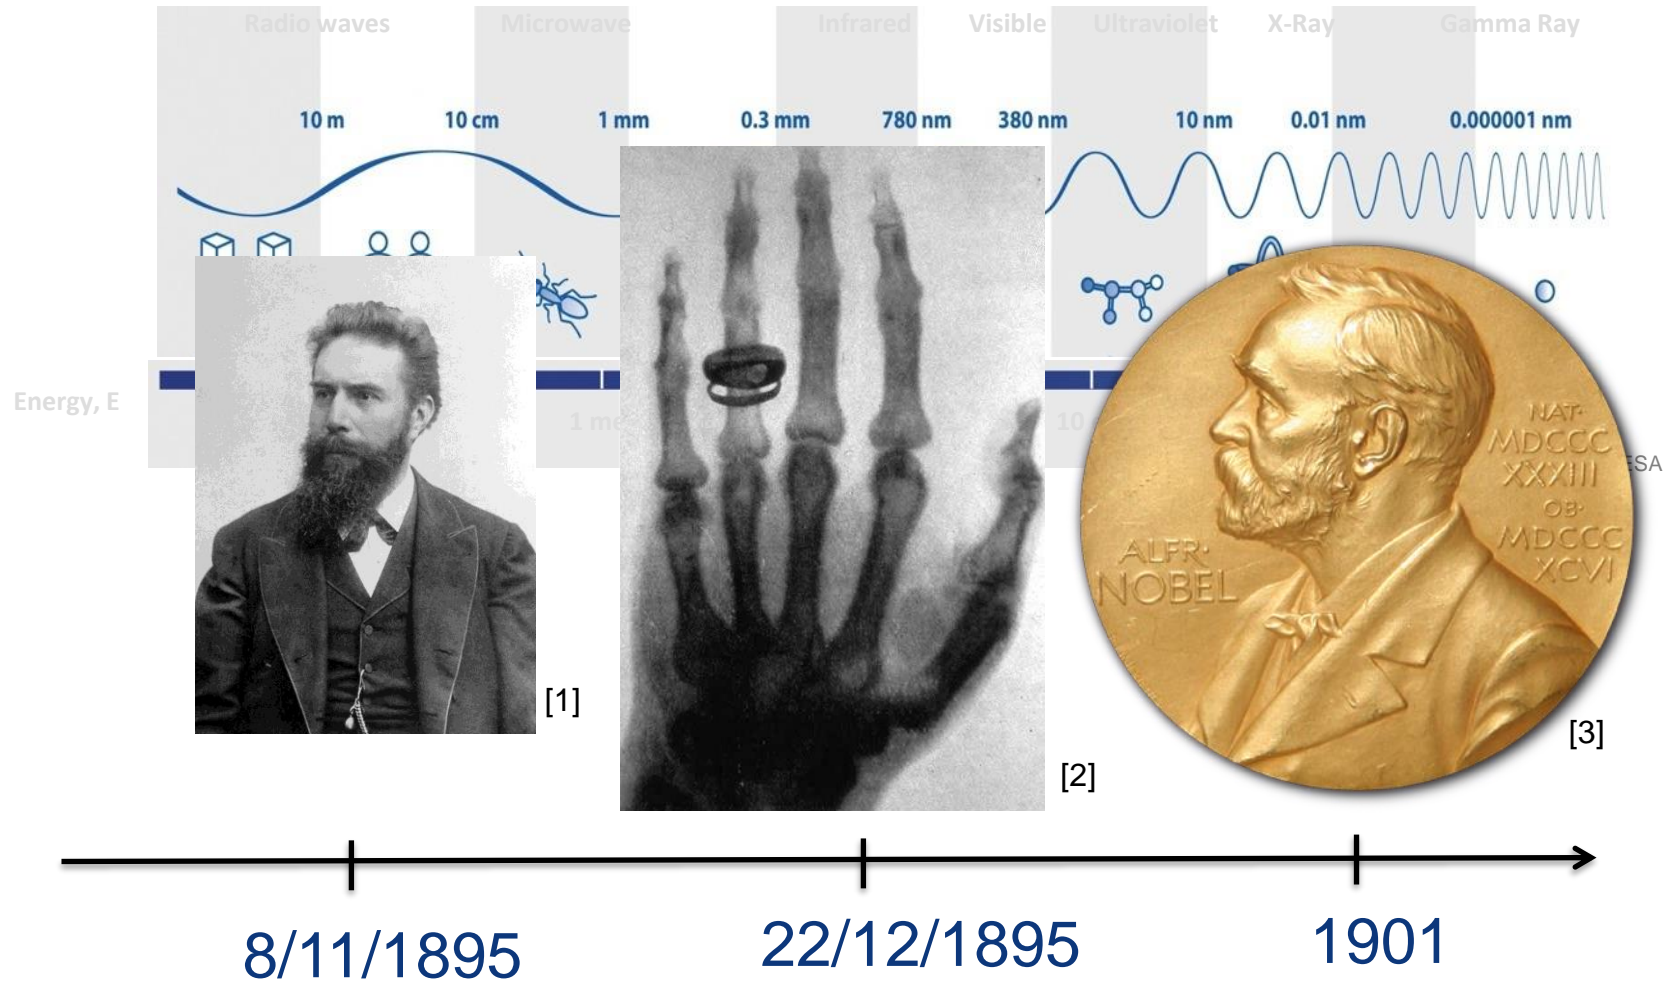 Radio waves Microwave Infrared Visible Ultraviolet X-Ray Gamma Ray
10 m 10 cm 1 mm 0.3 mm 780 nm 380 nm 10 nm 0.01 nm 0.000001 nm
Energy, E
10
ESA
NAT·
MDCCC
XXXIII
OB·
MDCCC
XCVI
ALFR·
NOBEL
[1]
[2]
[3]
8/11/1895 22/12/1895 1901